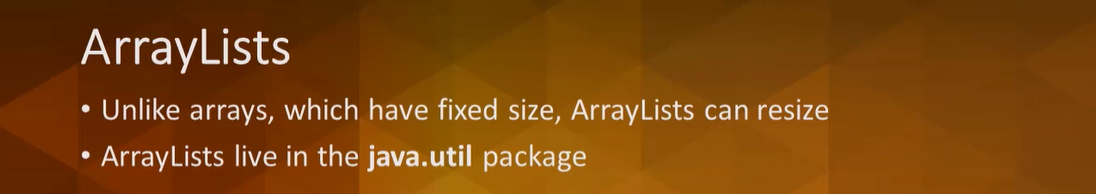 ArrayLists
• Unlike arrays, which have fixed size, ArrayLists can resize
• ArrayLists live in the java.util package